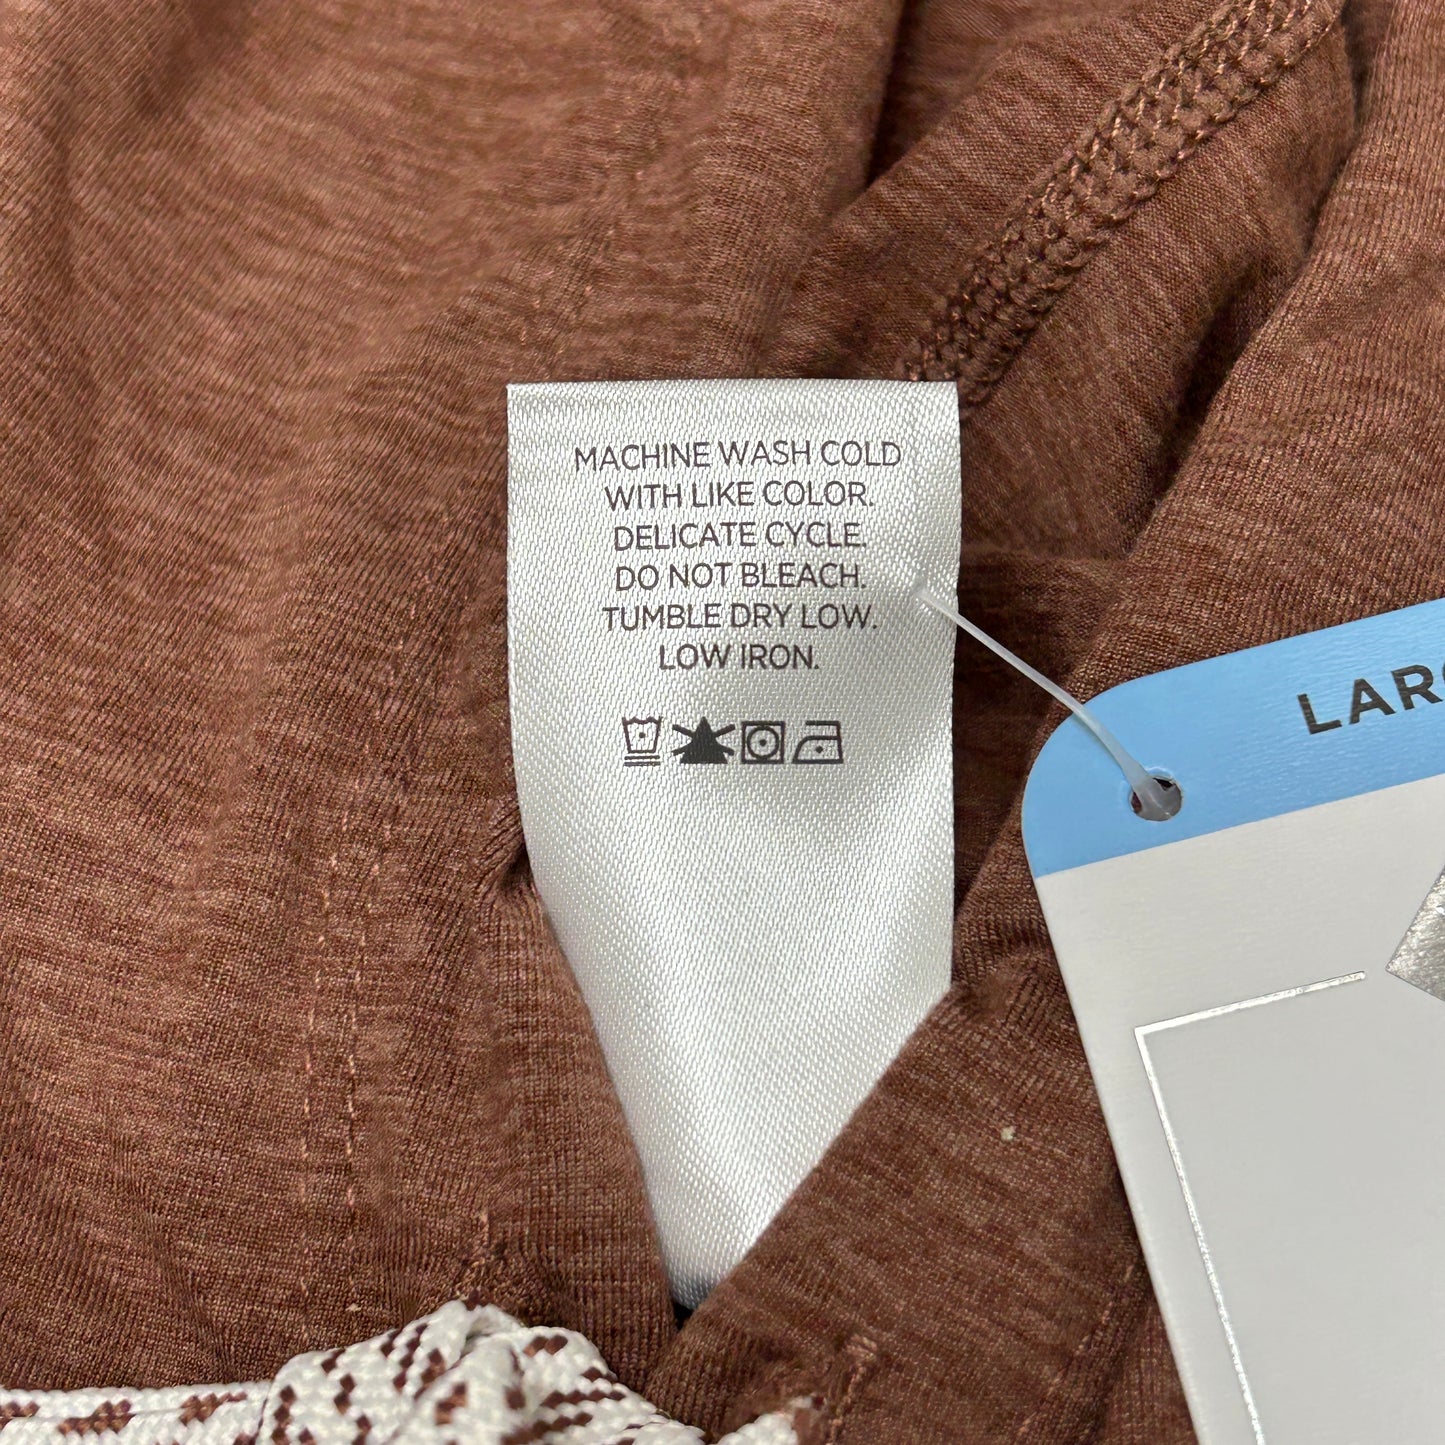 MACHINE WASH COLD
WITH LIKE COLOR.
DELICATE CYCLE.
DO NOT BLEACH.
TUMBLE DRY LOW.
LOW IRON.